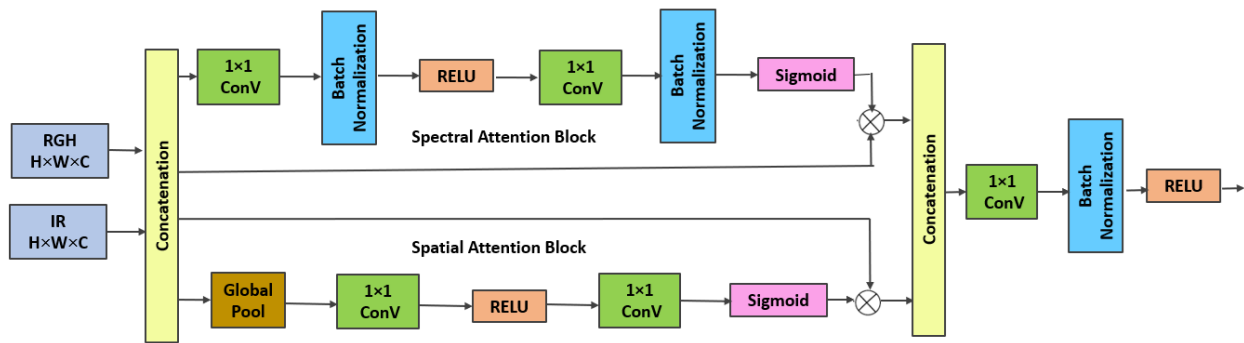 RGH
H×W×C
IR
H×W×C
Concatenation
1×1
ConV
Batch
Normalization
RELU
1×1
ConV
Batch
Normalization
Sigmoid
Spectral Attention Block
Spatial Attention Block
Global
Pool
1×1
ConV
RELU
1×1
ConV
Sigmoid
Concatenation
1×1
ConV
Batch
Normalization
RELU